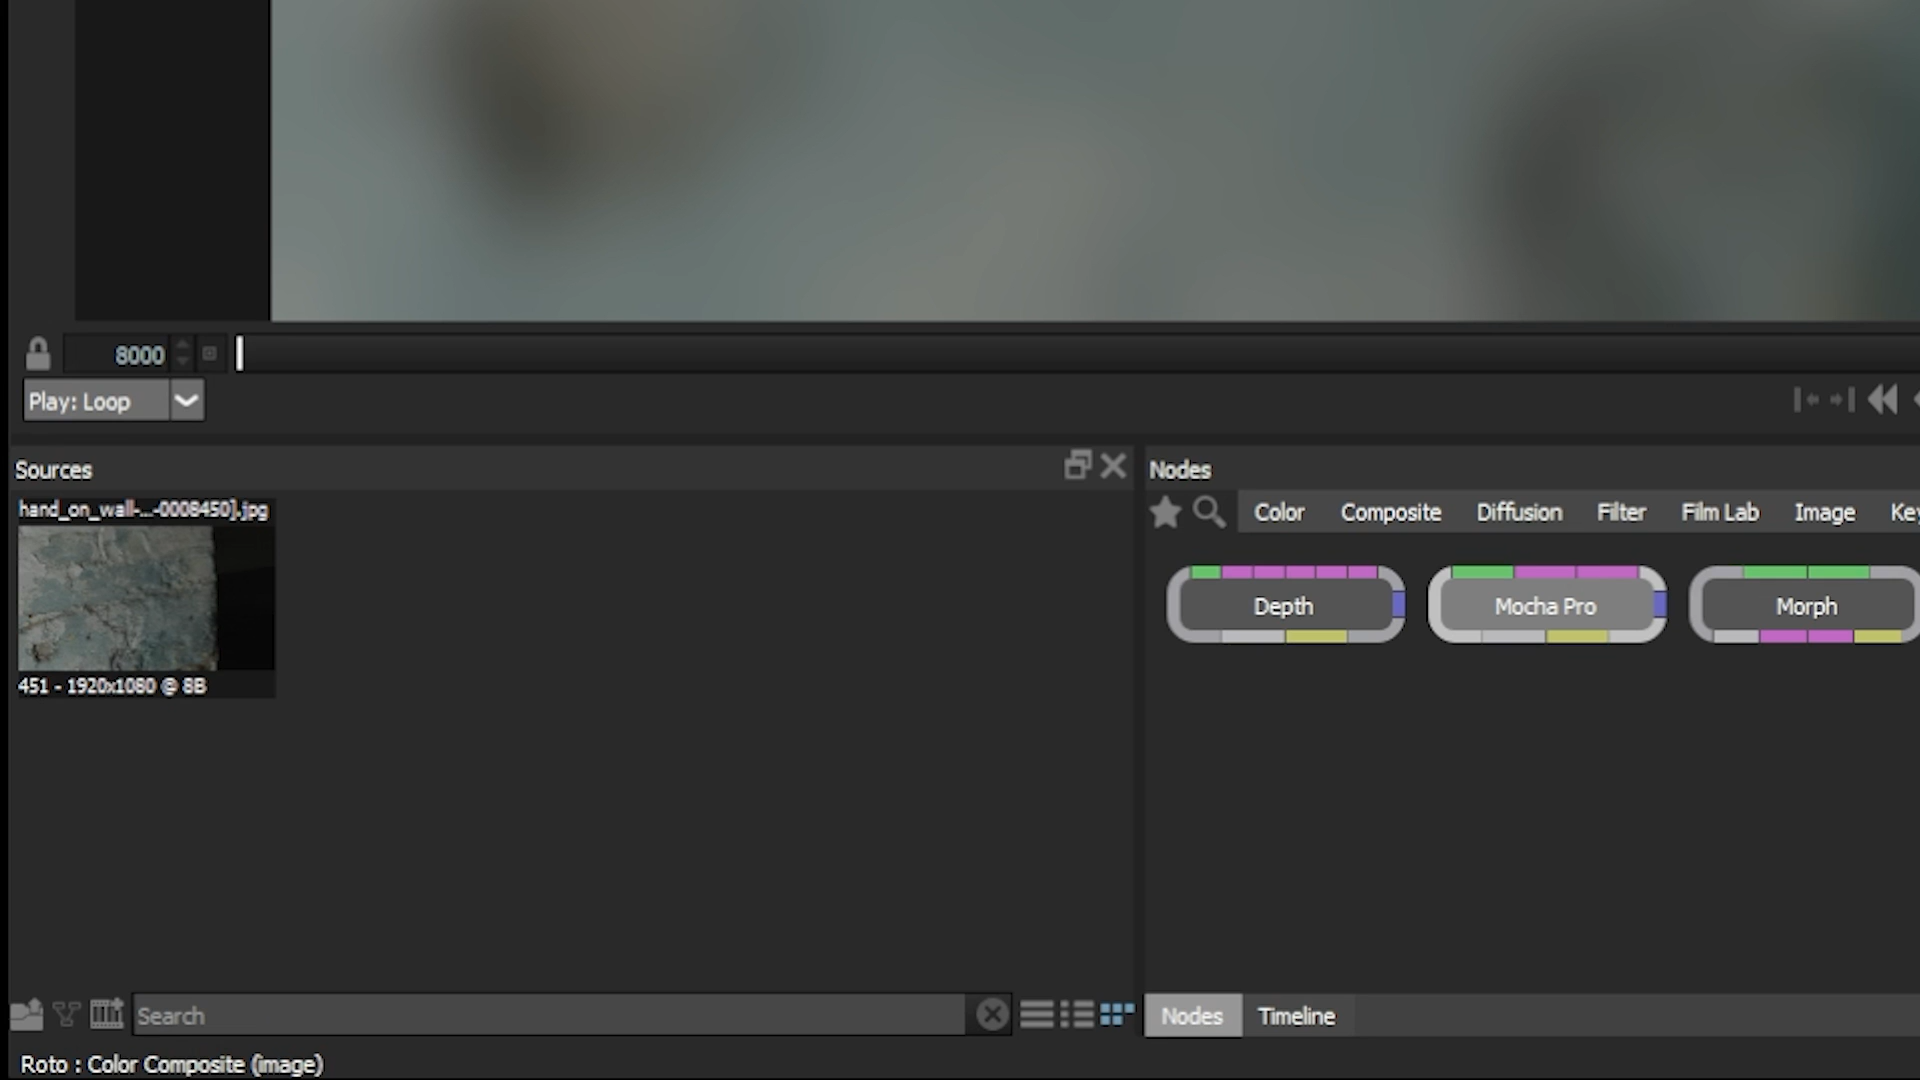 8000
Play: Loop
Sources
hand_on_wall-...-0008450].jpg
451 - 1920x1080 @ 8B
Search
Nodes
Color Composite Diffusion Filter Film Lab Image Key
Depth Mocha Pro Morph
Nodes Timeline
Roto : Color Composite (image)